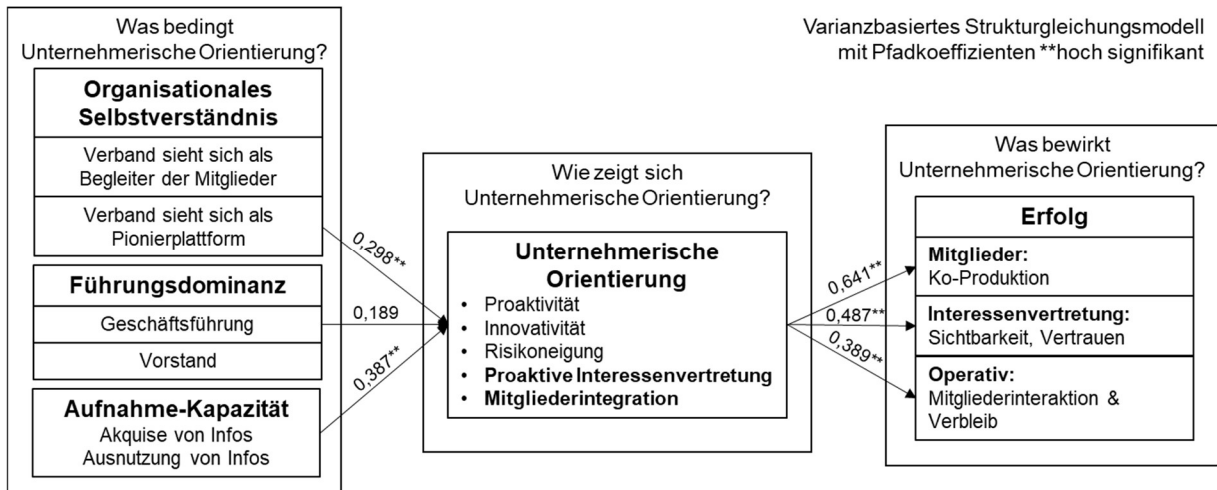 Was bedingt
Unternehmerische Orientierung?
Organisationales
Selbstverständnis
Verband sieht sich als
Begleiter der Mitglieder
Verband sieht sich als
Pionierplattform
Führungsdominanz
Geschäftsführung
Vorstand
Aufnahme-Kapazität
Akquise von Infos
Ausnutzung von Infos
0,298**
0,189
0,387**
Wie zeigt sich
Unternehmerische Orientierung?
Unternehmerische
Orientierung
• Proaktivität
• Innovativität
• Risikoneigung
• Proaktive Interessenvertretung
• Mitgliederintegration
0,641**
0,487**
0,389**
Varianzbasiertes Strukturgleichungsmodell
mit Pfadkoeffizienten **hoch signifikant
Was bewirkt
Unternehmerische Orientierung?
Erfolg
Mitglieder:
Ko-Produktion
Interessenvertretung:
Sichtbarkeit, Vertrauen
Operativ:
Mitgliederinteraktion &
Verbleib